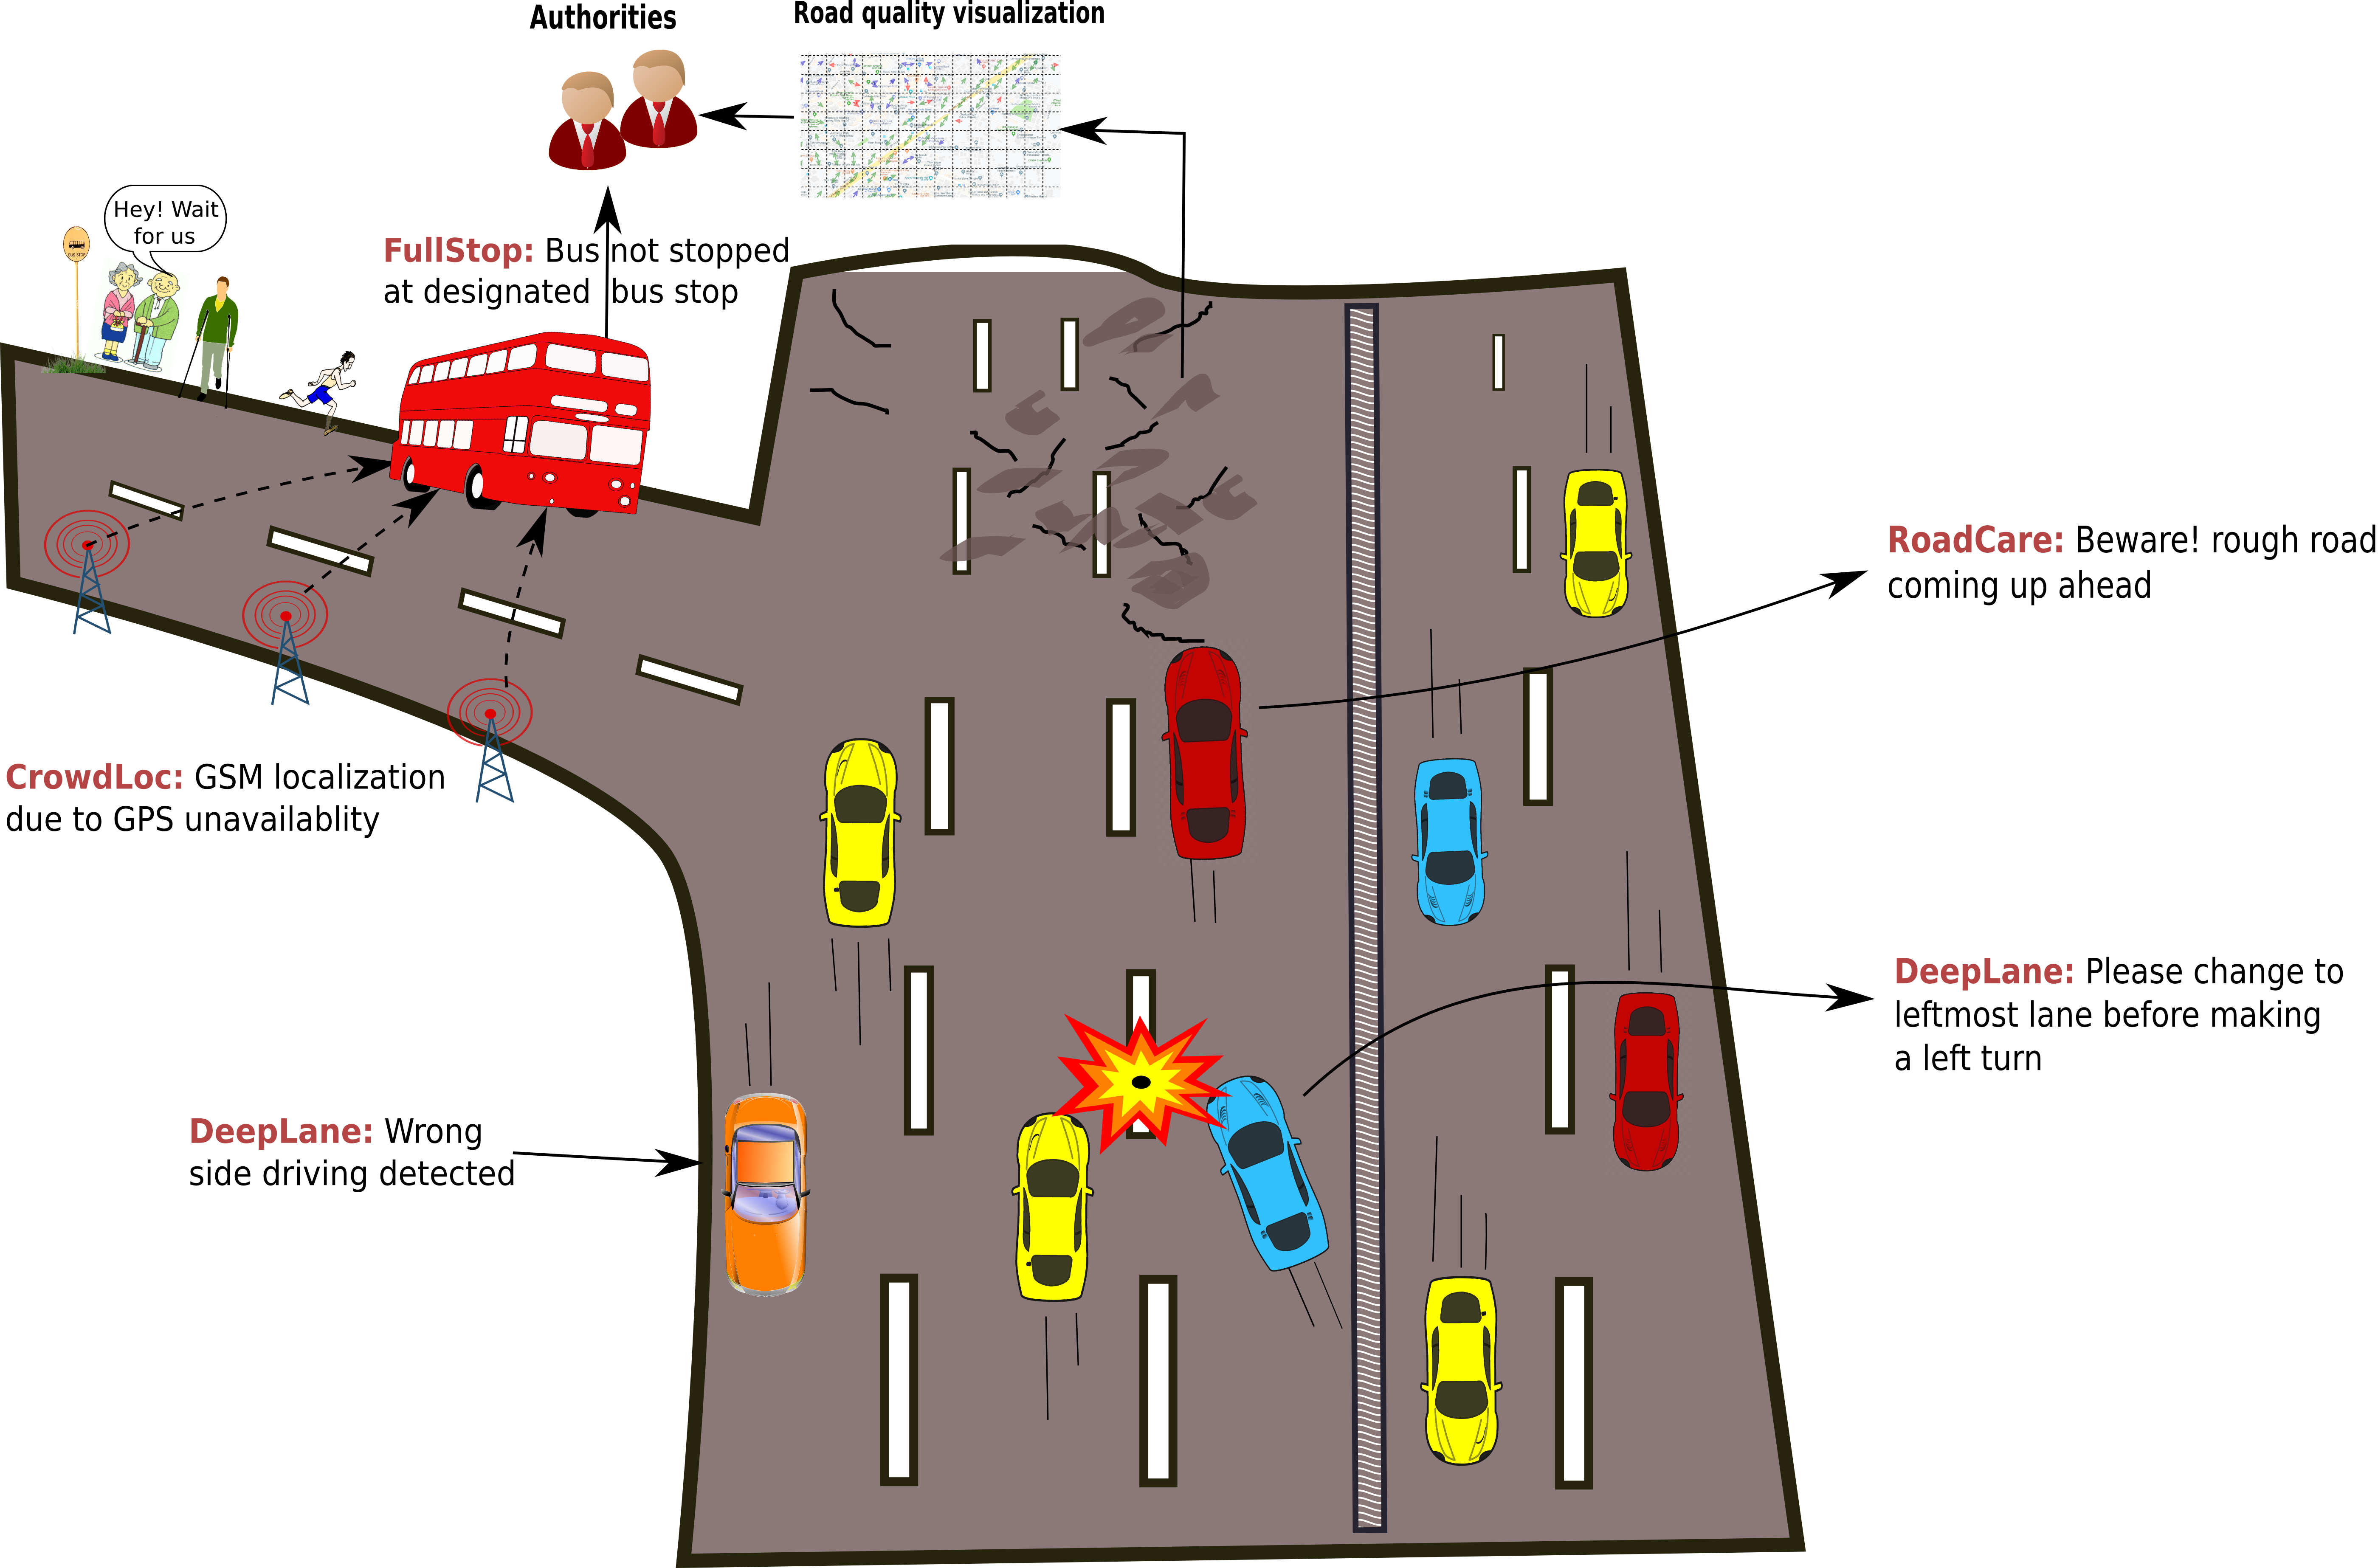 Authorities
Road quality visualization
Hey! Wait
for us
BUS STOP
FullStop: Bus not stopped
at designated bus stop
RoadCare: Beware! rough road
coming up ahead
CrowdLoc: GSM localization
due to GPS unavailablity
DeepLane: Please change to
leftmost lane before making
a left turn
DeepLane: Wrong
side driving detected